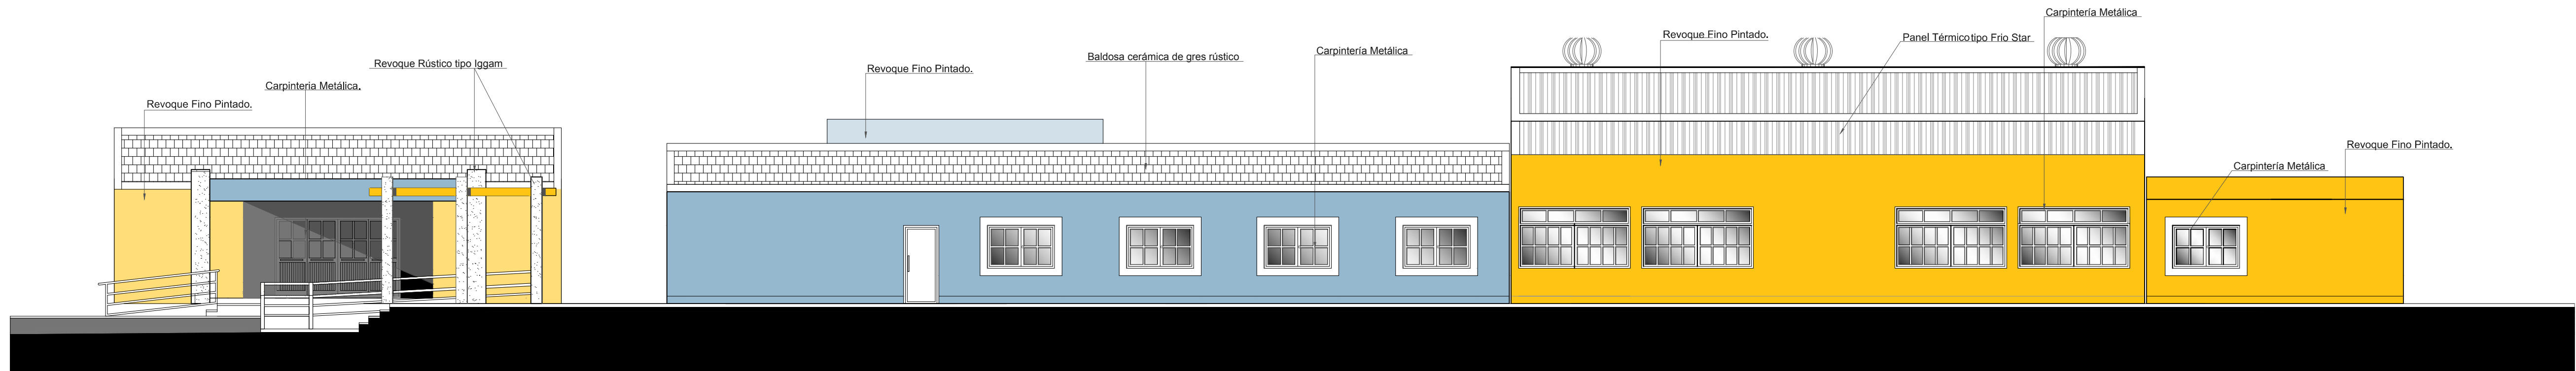 Revoque Fino Pintado.
Carpinteria Metálica.
Revoque Rústico tipo Iggam
Revoque Fino Pintado.
Baldosa cerámica de gres rústico
Carpintería Metálica
Revoque Fino Pintado.
Panel Térmico tipo Frio Star
Carpintería Metálica
Carpintería Metálica
Revoque Fino Pintado.